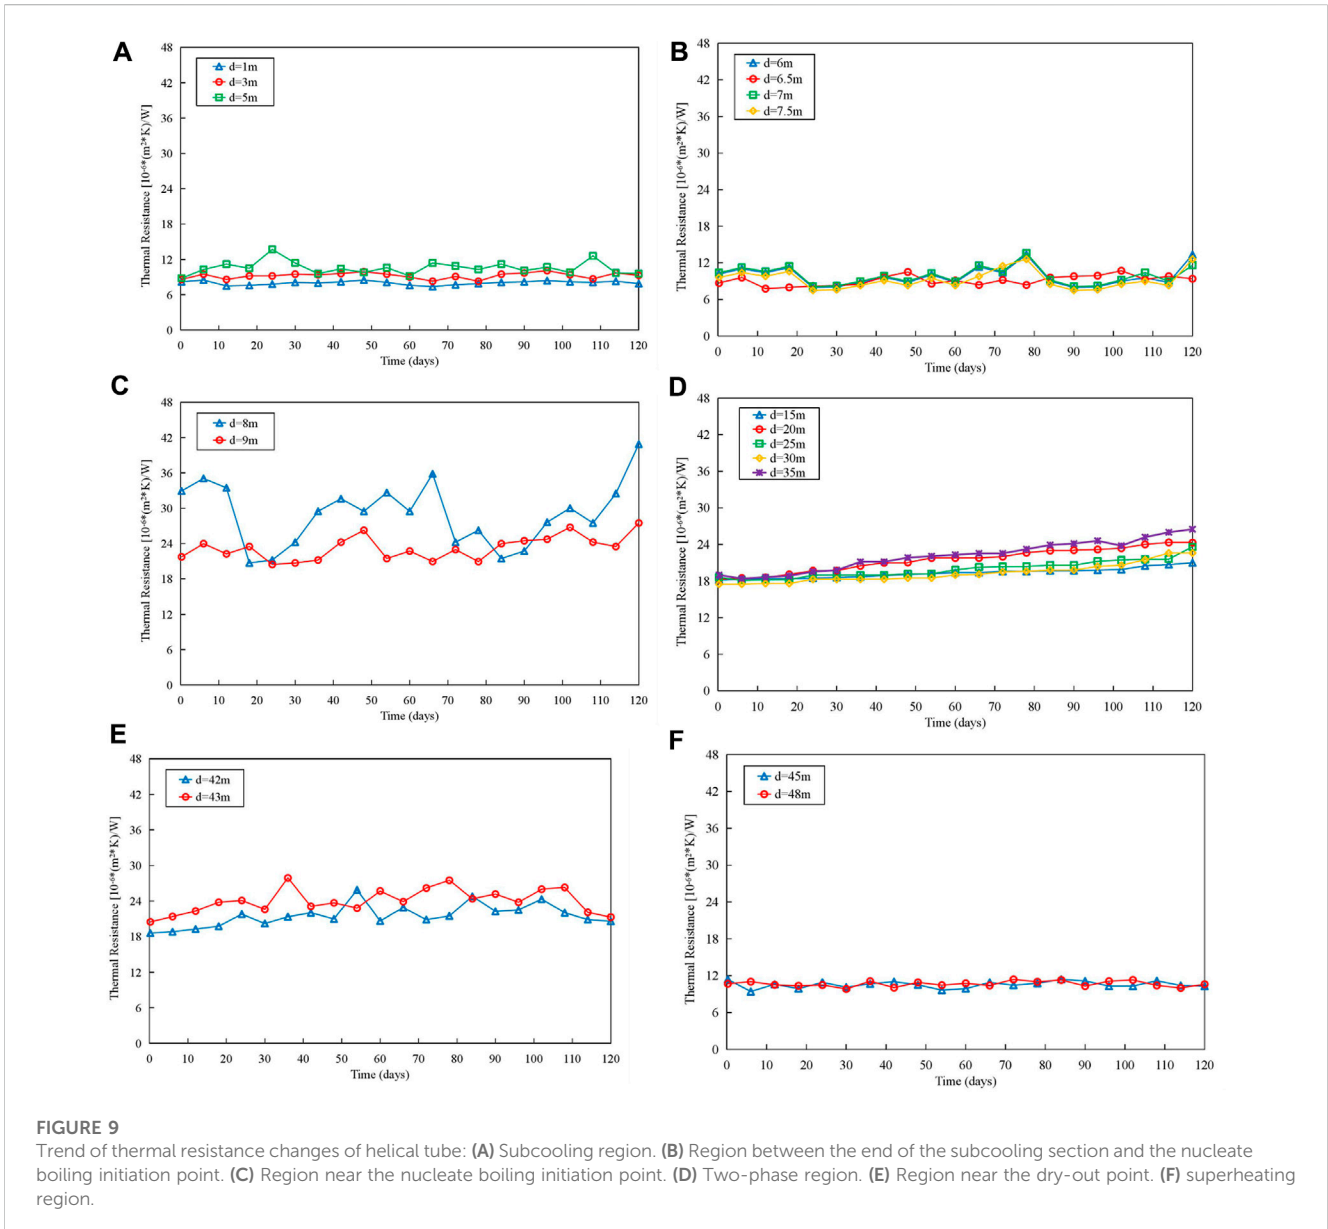 A
48
42
36
30
24
18
12
6
0
Thermal Resistance [10⁻⁶*(m²*K)/W]
d=1m
d=3m
d=5m
0 10 20 30 40 50 60 70 80 90 100 110 120
Time (days)
B
48
42
36
30
24
18
12
6
0
Thermal Resistance [10⁻⁶*(m²*K)/W]
d=6m
d=6.5m
d=7m
d=7.5m
0 10 20 30 40 50 60 70 80 90 100 110 120
Time (days)
C
48
42
36
30
24
18
12
6
0
Thermal Resistance [10⁻⁶*(m²*K)/W]
d=8m
d=9m
0 10 20 30 40 50 60 70 80 90 100 110 120
Time (days)
D
48
42
36
30
24
18
12
6
0
Thermal Resistance [10⁻⁶*(m²*K)/W]
d=15m
d=20m
d=25m
d=30m
d=35m
0 10 20 30 40 50 60 70 80 90 100 110 120
Time (days)
E
48
42
36
30
24
18
12
6
0
Thermal Resistance [10⁻⁶*(m²*K)/W]
d=42m
d=43m
0 10 20 30 40 50 60 70 80 90 100 110 120
Time (days)
F
48
42
36
30
24
18
12
6
0
Thermal Resistance [10⁻⁶*(m²*K)/W]
d=45m
d=48m
0 10 20 30 40 50 60 70 80 90 100 110 120
Time (days)
FIGURE 9
Trend of thermal resistance changes of helical tube: (A) Subcooling region. (B) Region between the end of the subcooling section and the nucleate
boiling initiation point. (C) Region near the nucleate boiling initiation point. (D) Two-phase region. (E) Region near the dry-out point. (F) superheating
region.